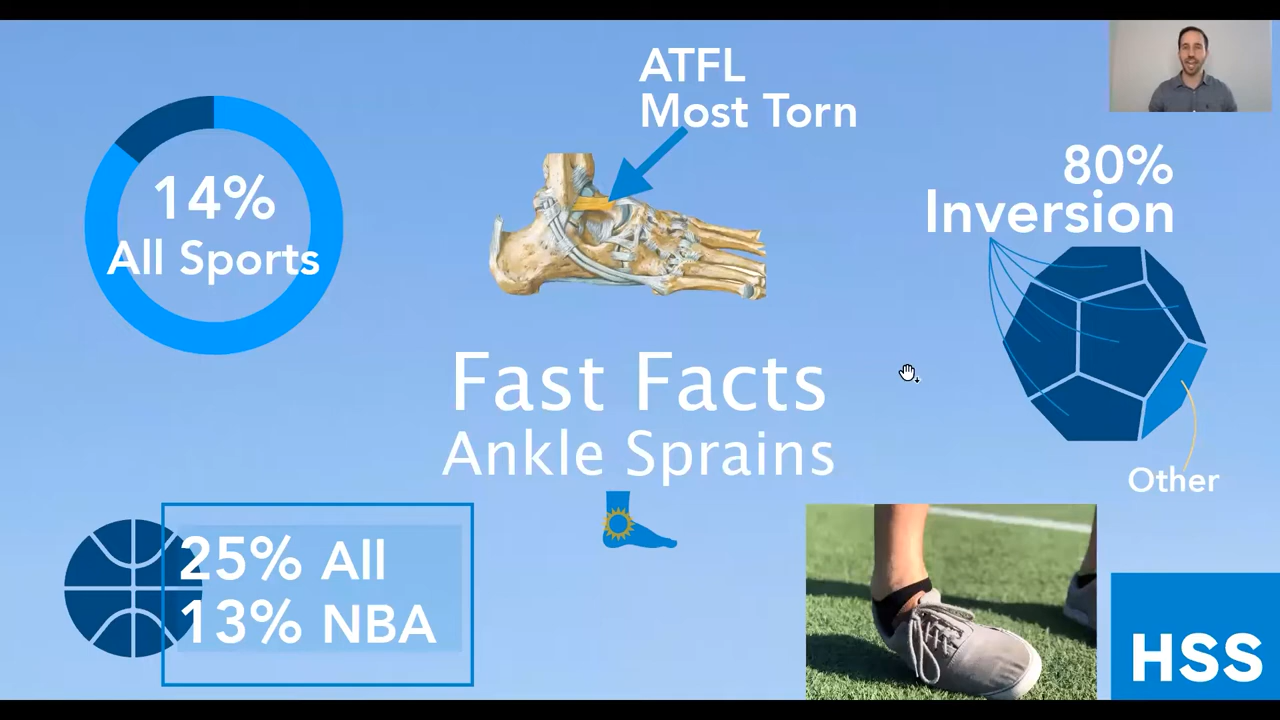 ATFL
Most Torn
14%
All Sports
80%
Inversion
Other
Fast Facts
Ankle Sprains
25% All
13% NBA
HSS